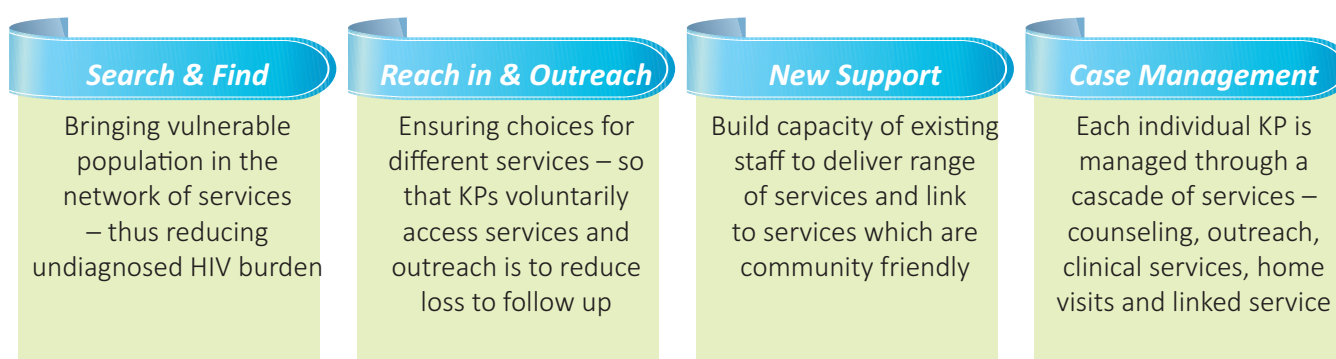 Search & Find
Bringing vulnerable
population in the
network of services
– thus reducing
undiagnosed HIV burden
Reach in & Outreach
Ensuring choices for
different services – so
that KPs voluntarily
access services and
outreach is to reduce
loss to follow up
New Support
Build capacity of existing
staff to deliver range
of services and link
to services which are
community friendly
Case Management
Each individual KP is
managed through a
cascade of services –
counseling, outreach,
clinical services, home
visits and linked service